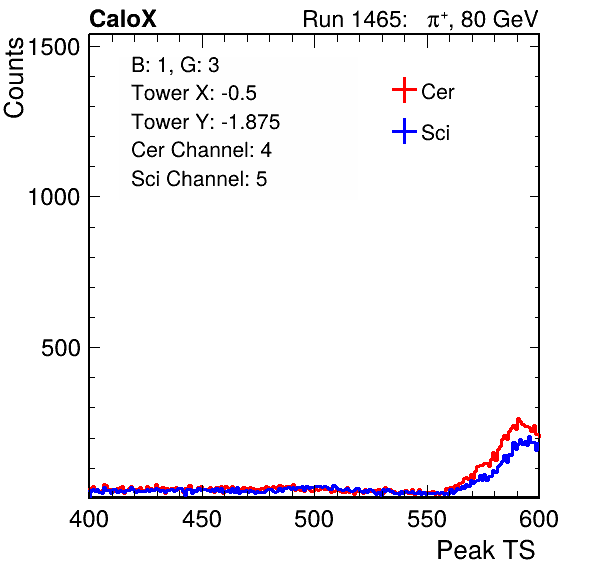 CaloX Run 1465: π⁺, 80 GeV
B: 1, G: 3
Tower X: -0.5
Tower Y: -1.875
Cer Channel: 4
Sci Channel: 5
Cer
Sci
Counts
1500
1000
500
400 450 500 550 600
Peak TS